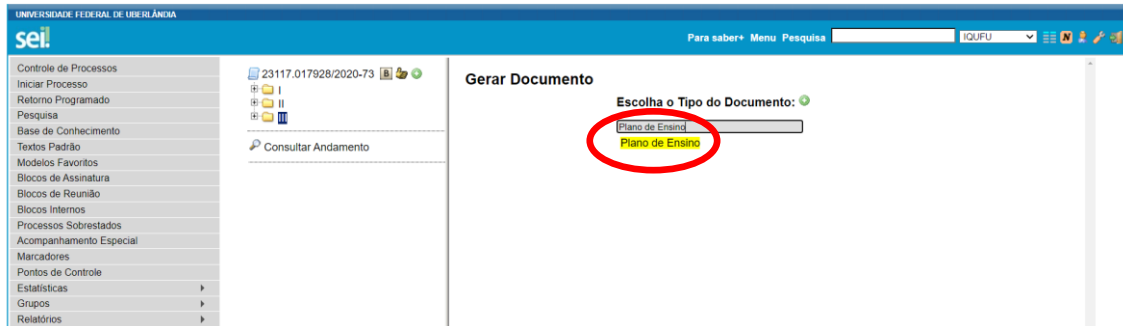 UNIVERSIDADE FEDERAL DE UBERLÂNDIA
sei!
Para saber+ Menu Pesquisa
IQUFU
N
Controle de Processos
Iniciar Processo
Retorno Programado
Pesquisa
Base de Conhecimento
Textos Padrão
Modelos Favoritos
Blocos de Assinatura
Blocos de Reunião
Blocos Internos
Processos Sobrestados
Acompanhamento Especial
Marcadores
Pontos de Controle
Estatísticas
Grupos
Relatórios
23117.017928/2020-73 B
I
II
III
Consultar Andamento
Gerar Documento
Escolha o Tipo do Documento:
Plano de Ensino
Plano de Ensino